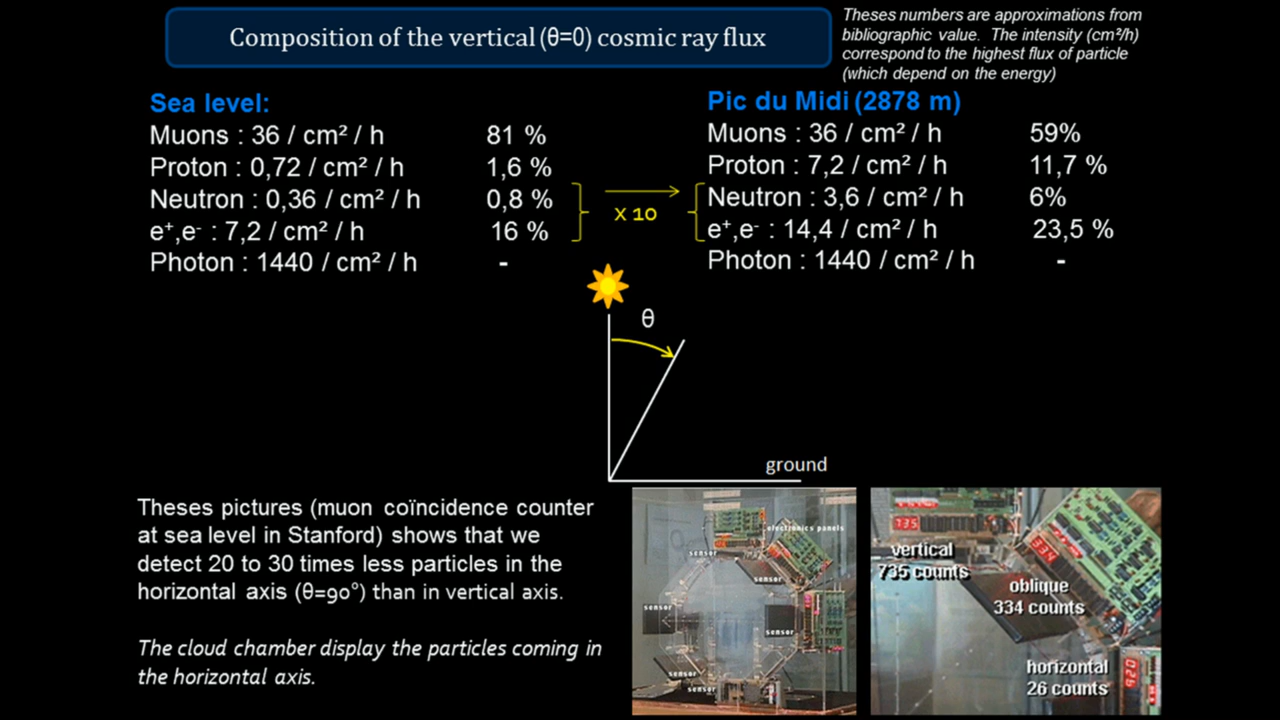 Composition of the vertical (θ=0) cosmic ray flux
Theses numbers are approximations from
bibliographic value. The intensity (cm²/h)
correspond to the highest flux of particle
(which depend on the energy)
Sea level:
Muons : 36 / cm² / h 81 %
Proton : 0,72 / cm² / h 1,6 %
Neutron : 0,36 / cm² / h 0,8 %
e⁺,e⁻ : 7,2 / cm² / h 16 %
Photon : 1440 / cm² / h -
X 10
Pic du Midi (2878 m)
Muons : 36 / cm² / h 59%
Proton : 7,2 / cm² / h 11,7 %
Neutron : 3,6 / cm² / h 6%
e⁺,e⁻ : 14,4 / cm² / h 23,5 %
Photon : 1440 / cm² / h -
θ
ground
Theses pictures (muon coïncidence counter
at sea level in Stanford) shows that we
detect 20 to 30 times less particles in the
horizontal axis (θ=90°) than in vertical axis.
The cloud chamber display the particles coming in
the horizontal axis.
electronics panels
sensor
sensor
sensor
sensor
sensor
sensor
735
vertical
735 counts
334
oblique
334 counts
horizontal
26 counts
026